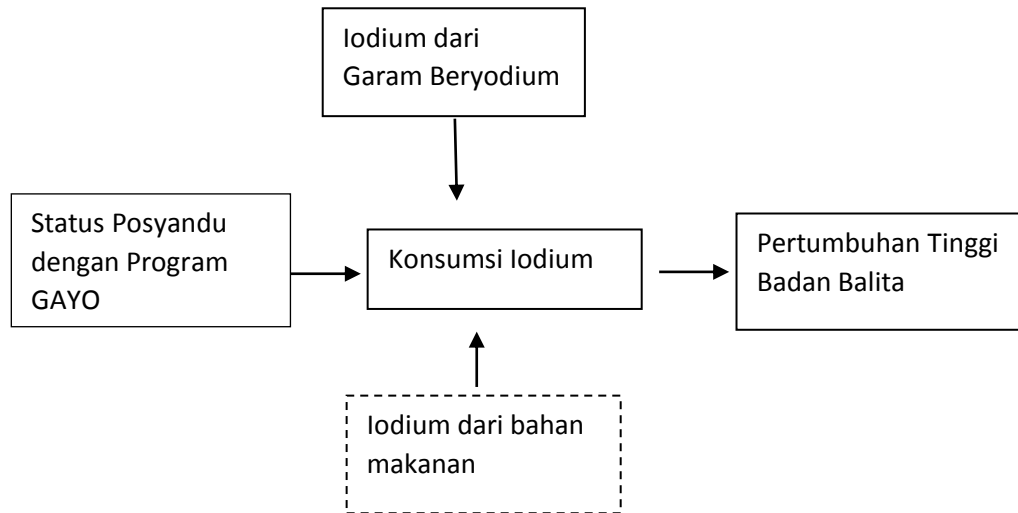 Iodium dari
Garam Beryodium
Status Posyandu
dengan Program
GAYO
Konsumsi Iodium
Pertumbuhan Tinggi
Badan Balita
Iodium dari bahan
makanan